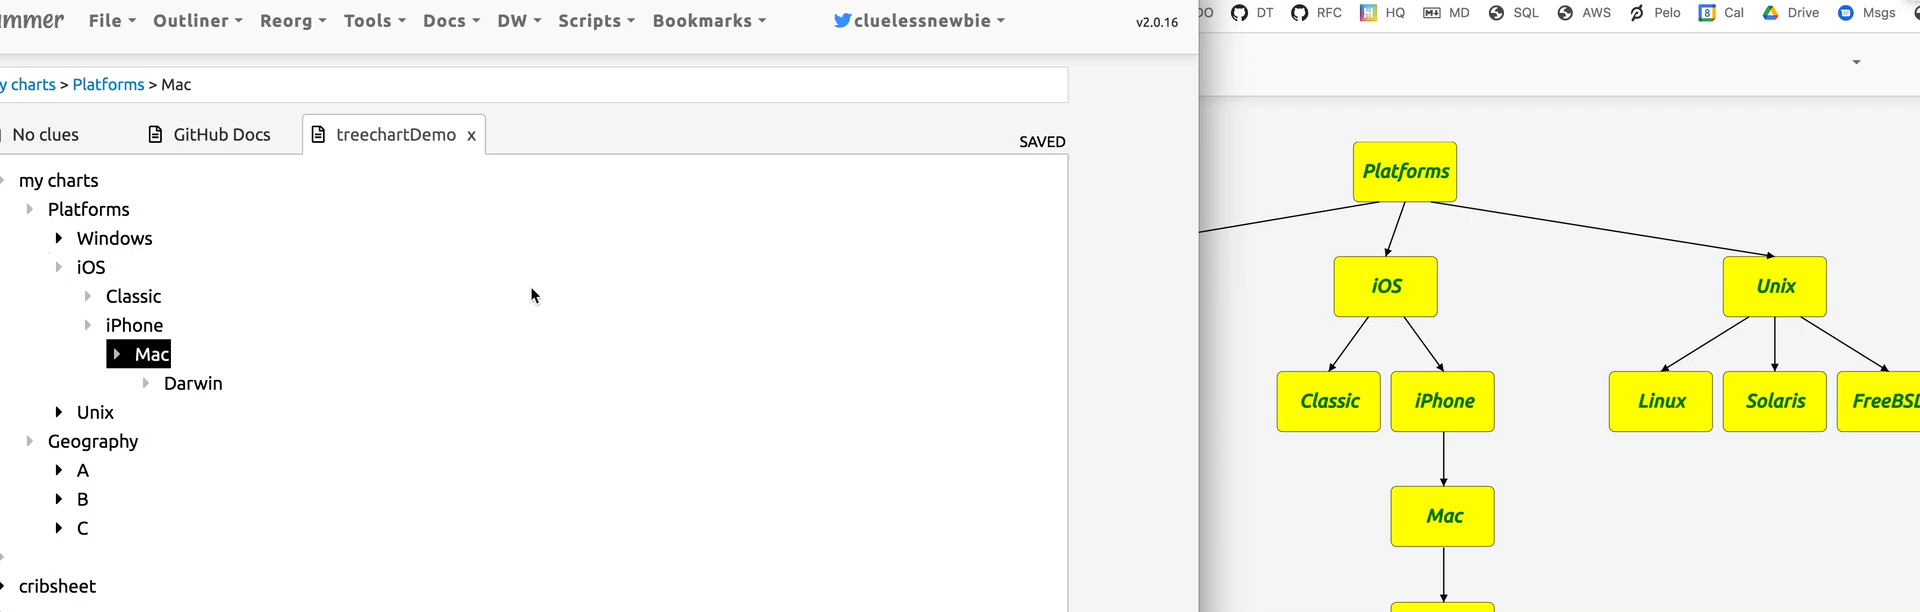 File Outliner Reorg Tools Docs DW Scripts Bookmarks cluelessnewbie v2.0.16
y charts > Platforms > Mac
No clues GitHub Docs treechartDemo x SAVED
my charts
Platforms
Windows
iOS
Classic
iPhone
Mac
Darwin
Unix
Geography
A
B
C
cribsheet
DT RFC HQ MD SQL AWS Pelo 8 Cal Drive Msgs
Platforms
iOS Unix
Classic iPhone Linux Solaris FreeBSD
Mac